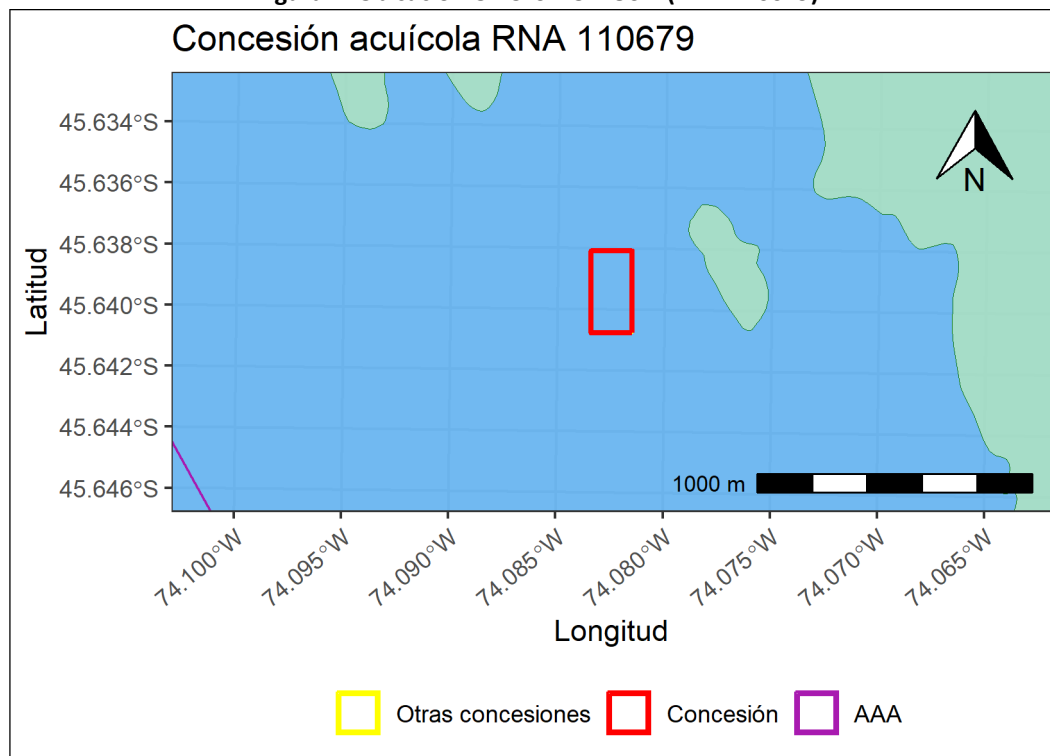 Concesión acuícola RNA 110679
45.634°S
45.636°S
45.638°S
45.640°S
45.642°S
45.644°S
45.646°S
Latitud
N
1000 m
74.100°W
74.095°W
74.090°W
74.085°W
74.080°W
74.075°W
74.070°W
74.065°W
Longitud
Otras concesiones
Concesión
AAA